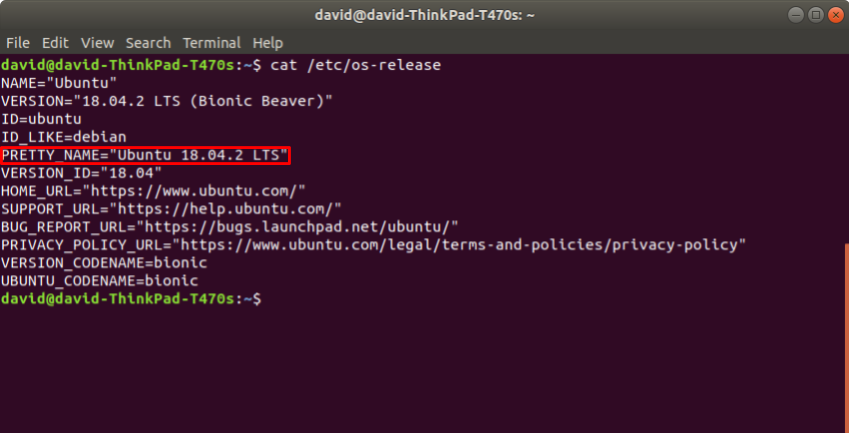 david@david-ThinkPad-T470s: ~
File Edit View Search Terminal Help
david@david-ThinkPad-T470s:~$ cat /etc/os-release
NAME="Ubuntu"
VERSION="18.04.2 LTS (Bionic Beaver)"
ID=ubuntu
ID_LIKE=debian
PRETTY_NAME="Ubuntu 18.04.2 LTS"
VERSION_ID="18.04"
HOME_URL="https://www.ubuntu.com/"
SUPPORT_URL="https://help.ubuntu.com/"
BUG_REPORT_URL="https://bugs.launchpad.net/ubuntu/"
PRIVACY_POLICY_URL="https://www.ubuntu.com/legal/terms-and-policies/privacy-policy"
VERSION_CODENAME=bionic
UBUNTU_CODENAME=bionic
david@david-ThinkPad-T470s:~$